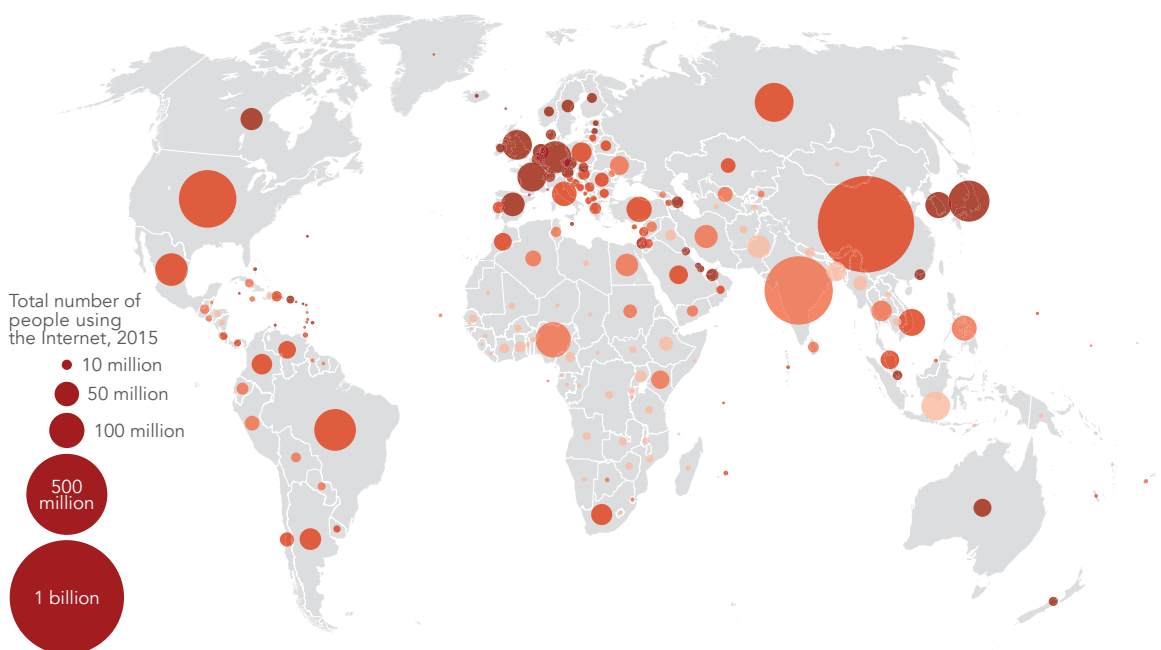 Total number of
people using
the Internet, 2015
10 million
50 million
100 million
500
million
1 billion